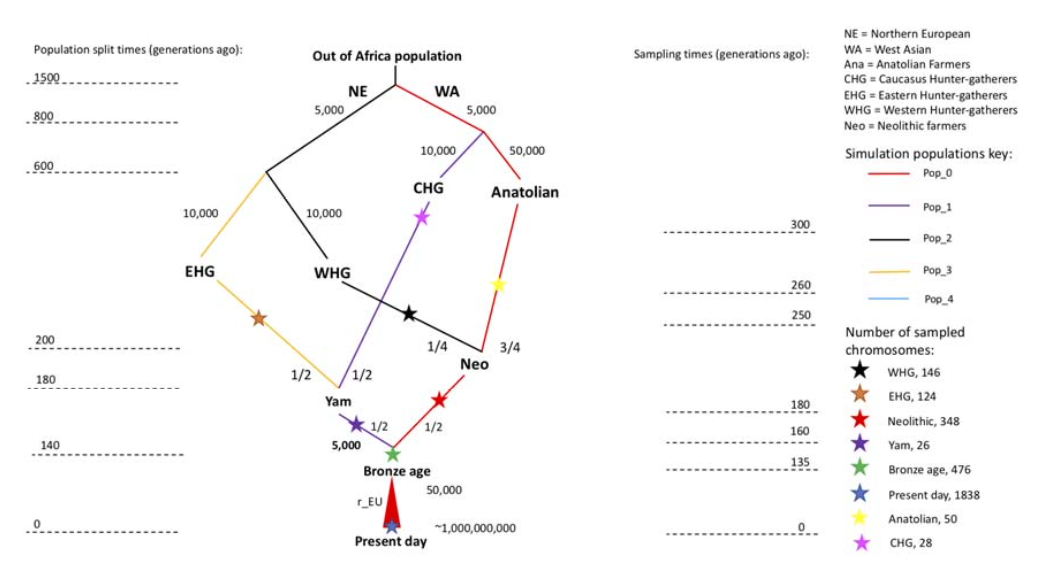 Population split times (generations ago):
1500
800
600
200
180
140
0
Out of Africa population
NE
WA
5,000
5,000
10,000
50,000
CHG
Anatolian
10,000
10,000
EHG
WHG
1/4
3/4
Neo
1/2
1/2
Yam
1/2
1/2
5,000
Bronze age
r_EU
50,000
~1,000,000,000
Present day
Sampling times (generations ago):
300
260
250
180
160
135
0
NE = Northern European
WA = West Asian
Ana = Anatolian Farmers
CHG = Caucasus Hunter-gatherers
EHG = Eastern Hunter-gatherers
WHG = Western Hunter-gatherers
Neo = Neolithic farmers
Simulation populations key:
Pop_0
Pop_1
Pop_2
Pop_3
Pop_4
Number of sampled
chromosomes:
WHG, 146
EHG, 124
Neolithic, 348
Yam, 26
Bronze age, 476
Present day, 1838
Anatolian, 50
CHG, 28